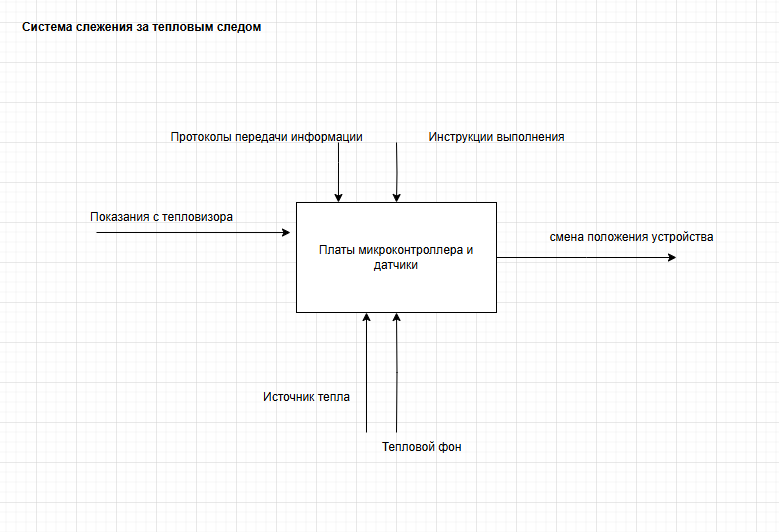 Система слежения за тепловым следом
Протоколы передачи информации
Инструкции выполнения
Показания с тепловизора
смена положения устройства
Платы микроконтроллера и
датчики
Источник тепла
Тепловой фон